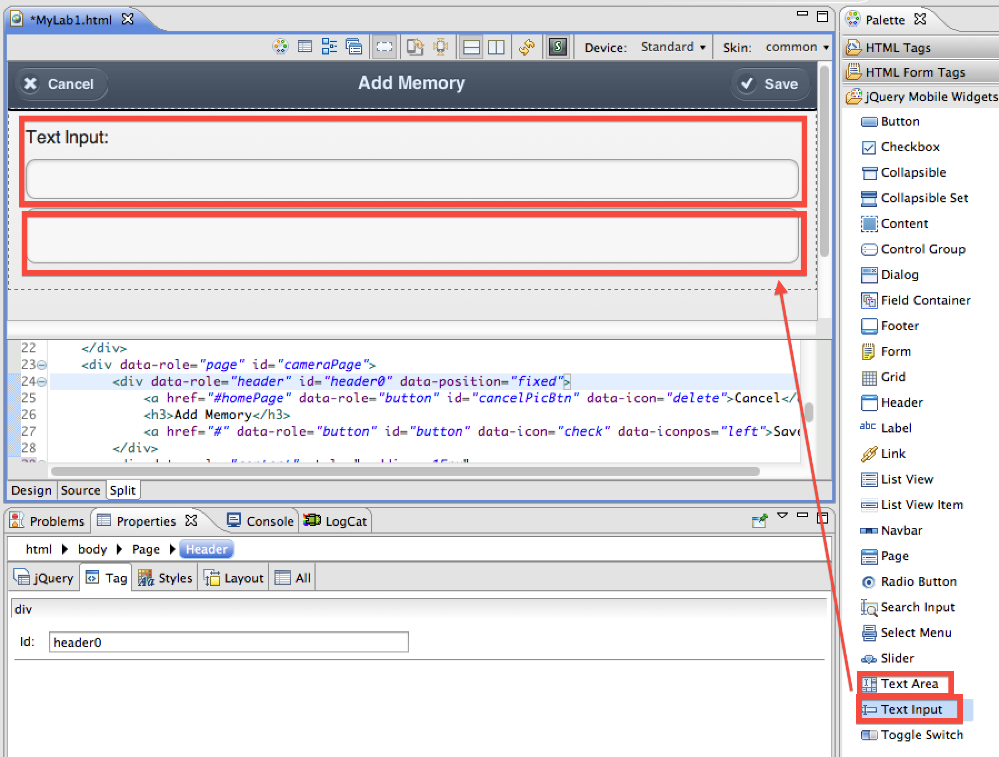 *MyLab1.html
Device: Standard
Skin: common
Cancel
Add Memory
Save
Text Input:
22 </div>
23 <div data-role="page" id="cameraPage">
24 <div data-role="header" id="header0" data-position="fixed">
25 <a href="#homePage" data-role="button" id="cancelPicBtn" data-icon="delete">Cancel</
26 <h3>Add Memory</h3>
27 <a href="#" data-role="button" id="button" data-icon="check" data-iconpos="left">Save
28 </div>
Design
Source
Split
Problems
Properties
Console
LogCat
html
body
Page
Header
jQuery
Tag
Styles
Layout
All
div
Id: header0
Palette
HTML Tags
HTML Form Tags
jQuery Mobile Widgets
Button
Checkbox
Collapsible
Collapsible Set
Content
Control Group
Dialog
Field Container
Footer
Form
Grid
Header
abc Label
Link
List View
List View Item
Navbar
Page
Radio Button
Search Input
Select Menu
Slider
Text Area
Text Input
Toggle Switch